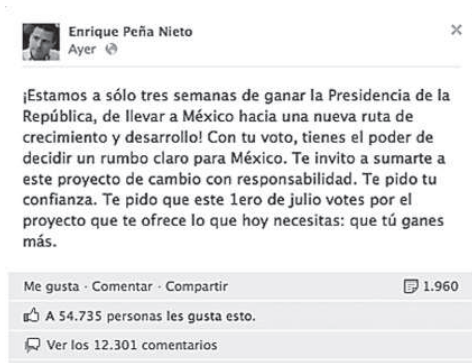 Enrique Peña Nieto
Ayer
¡Estamos a sólo tres semanas de ganar la Presidencia de la
República, de llevar a México hacia una nueva ruta de
crecimiento y desarrollo! Con tu voto, tienes el poder de
decidir un rumbo claro para México. Te invito a sumarte a
este proyecto de cambio con responsabilidad. Te pido tu
confianza. Te pido que este 1ero de julio votes por el
proyecto que te ofrece lo que hoy necesitas: que tú ganes
más.
Me gusta · Comentar · Compartir 1.960
A 54.735 personas les gusta esto.
Ver los 12.301 comentarios